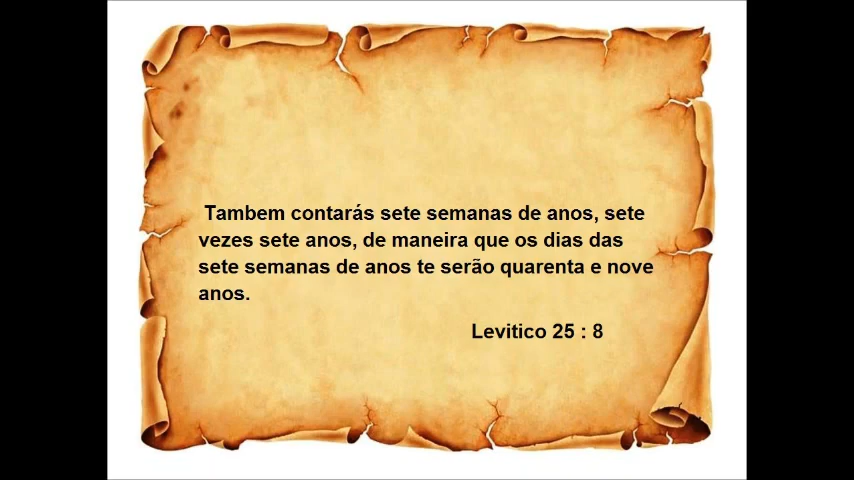 Tambem contarás sete semanas de anos, sete
vezes sete anos, de maneira que os dias das
sete semanas de anos te serão quarenta e nove
anos.
Levitico 25 : 8